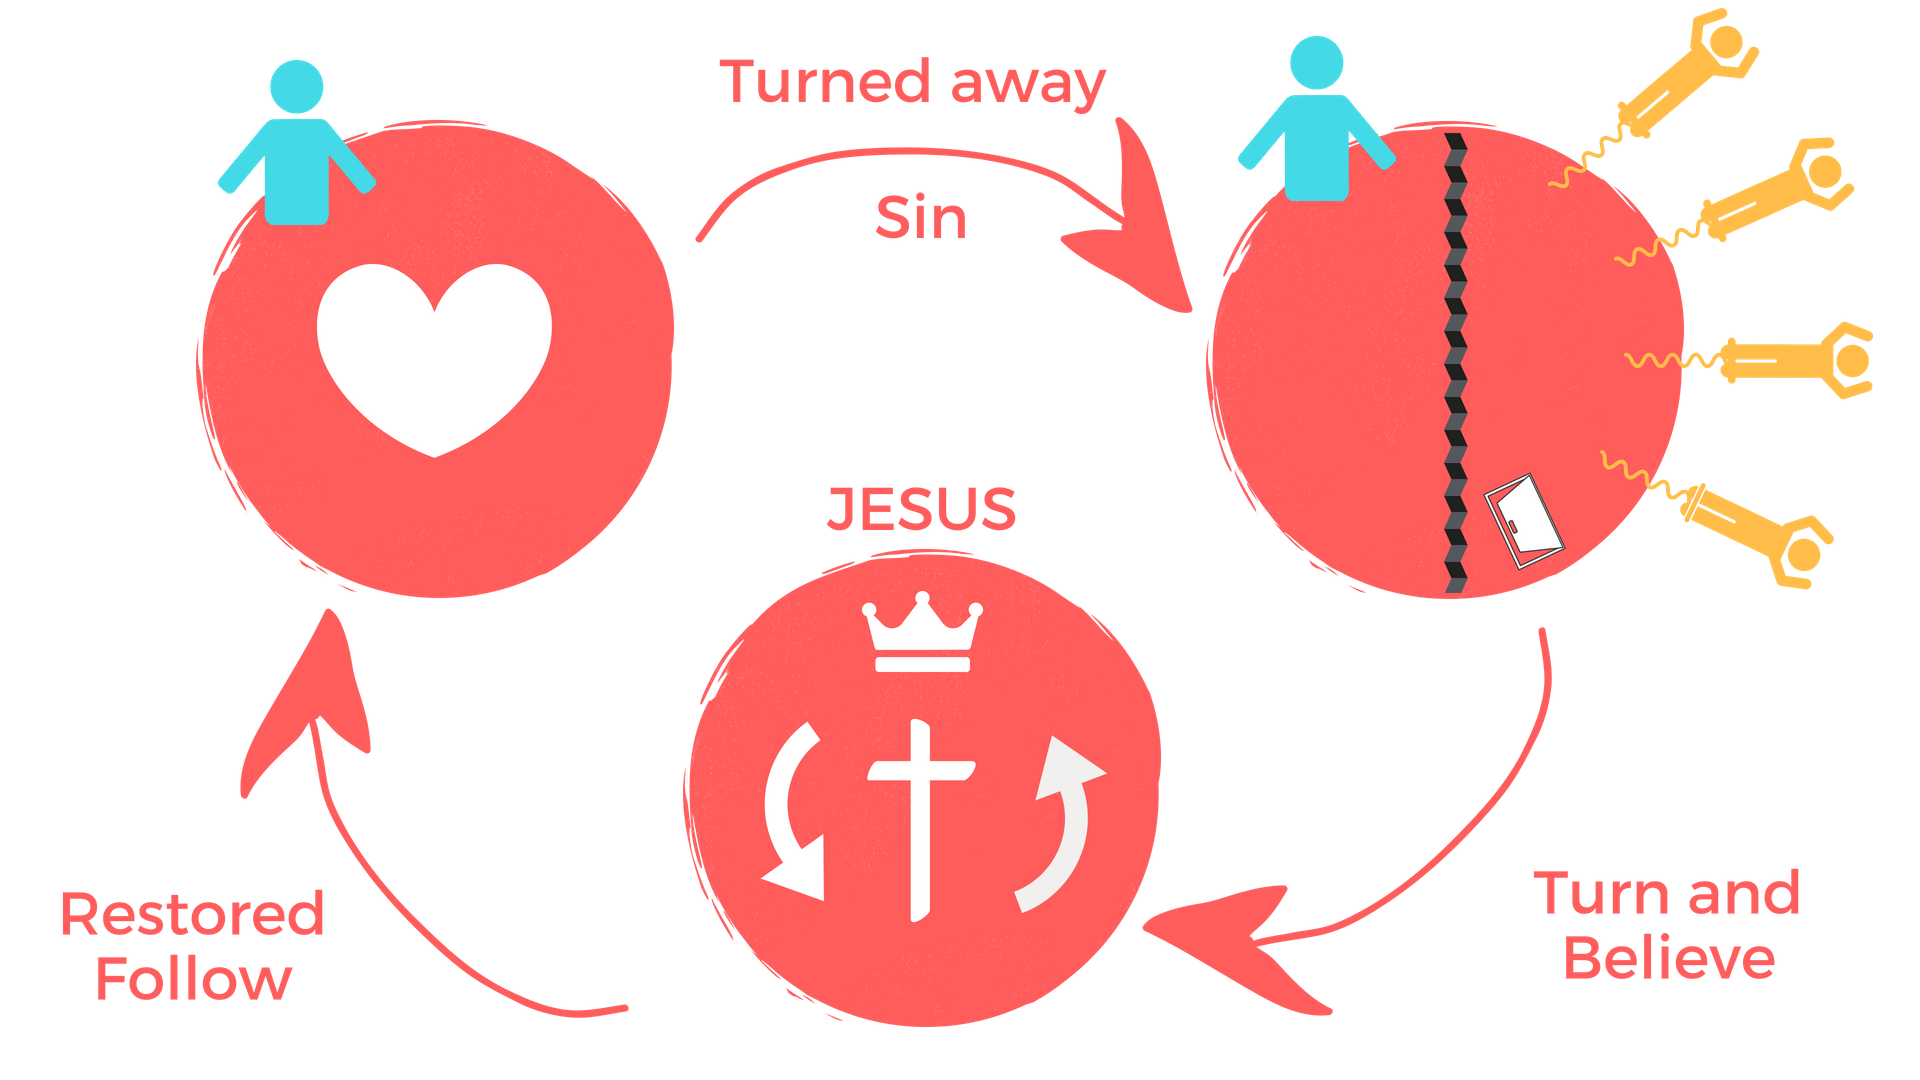 Turned away
Sin
JESUS
Turn and
Believe
Restored
Follow